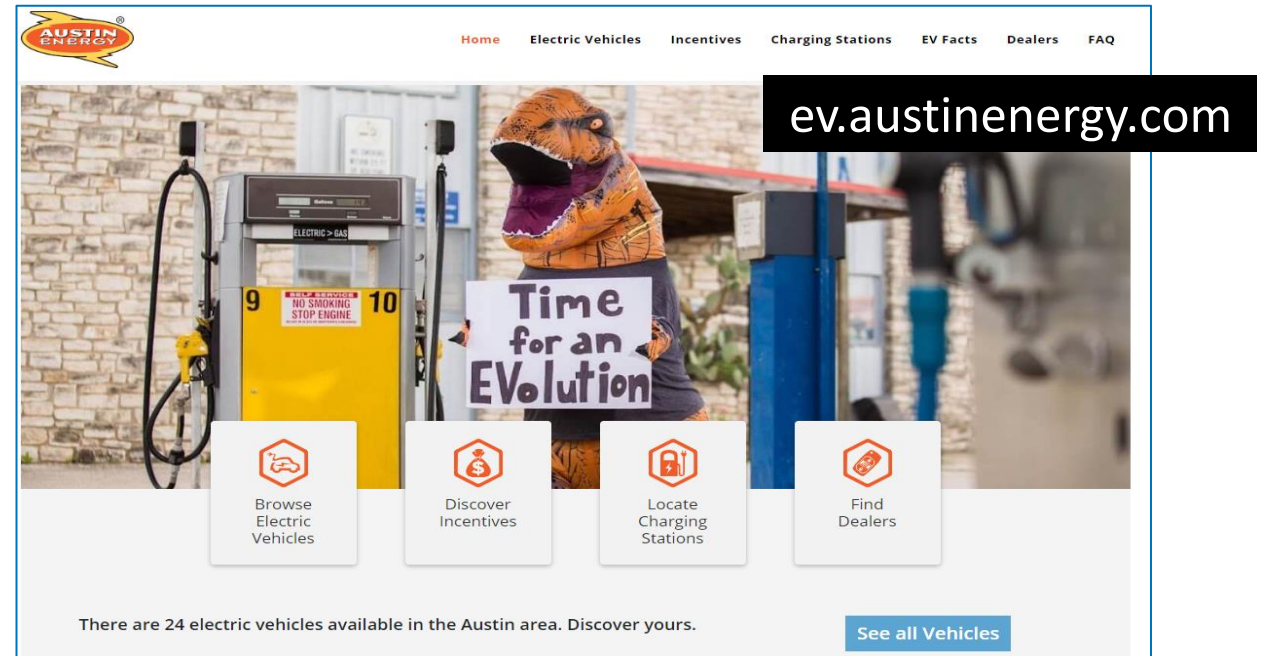 AUSTIN
ENERGY
®
Home Electric Vehicles Incentives Charging Stations EV Facts Dealers FAQ
ev.austinenergy.com
Gallons
ELECTRIC > GAS
9
SELF SERVICE
NO SMOKING
STOP ENGINE
10
Time
for an
EVolution
Browse
Electric
Vehicles
Discover
Incentives
Locate
Charging
Stations
Find
Dealers
There are 24 electric vehicles available in the Austin area. Discover yours.
See all Vehicles